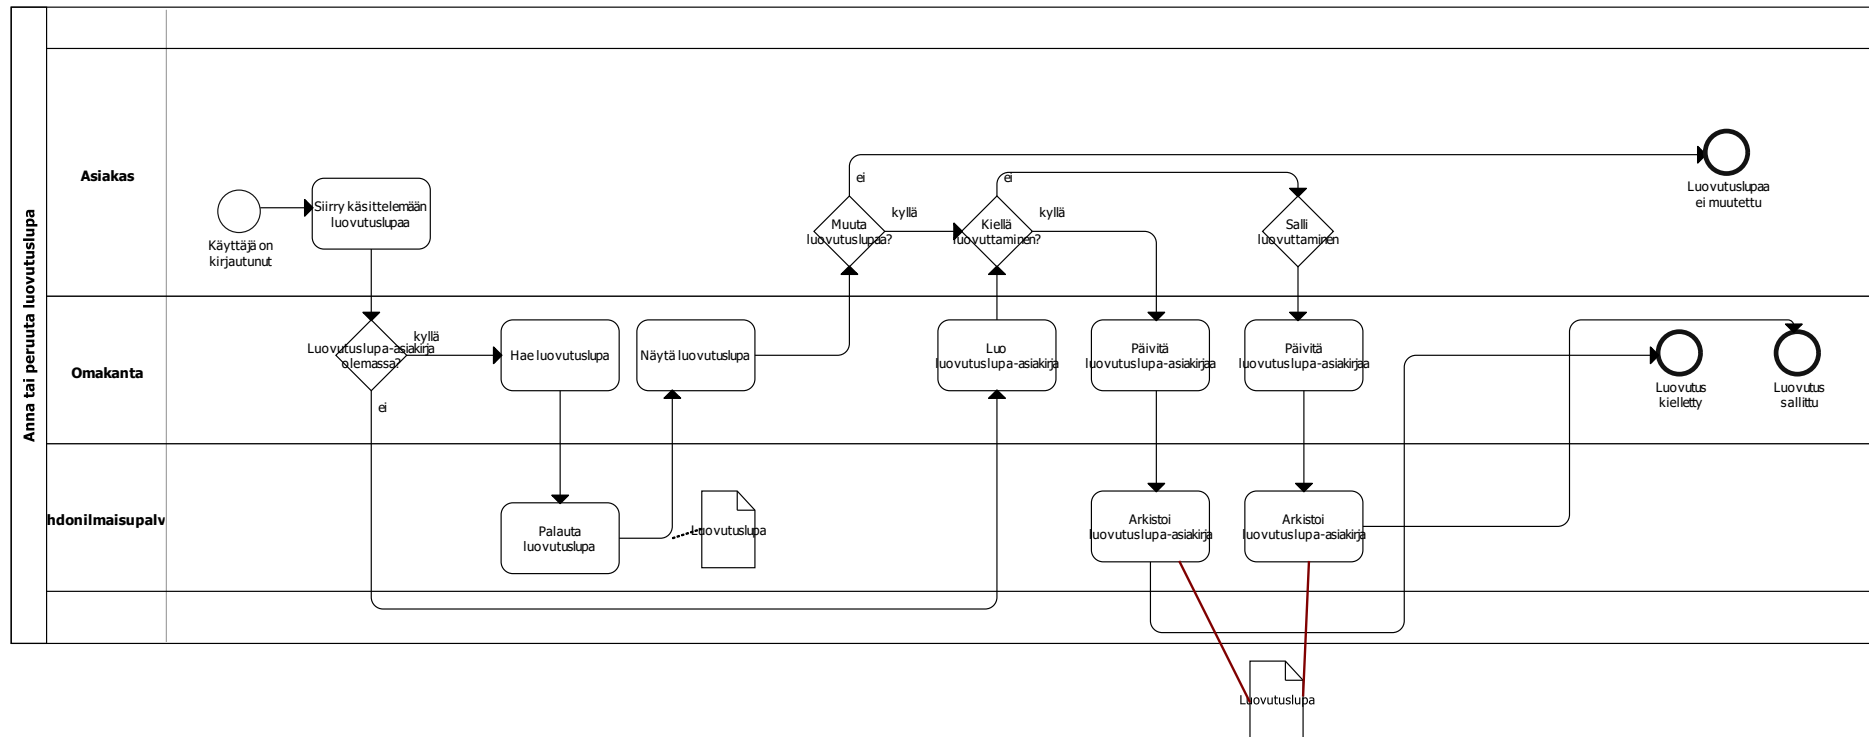 Anna tai peruuta luovutuslupa
Asiakas
Käyttäjä on
kirjautunut
Siirry käsittelemään
luovutuslupaa
Muuta
luovutuslupaa?
ei
kyllä
Kiellä
luovuttaminen?
ei
kyllä
Salli
luovuttaminen
Luovutuslupaa
ei muutettu
Omakanta
Luovutuslupa-asiakirja
olemassa?
kyllä
ei
Hae luovutuslupa
Näytä luovutuslupa
Luo
luovutuslupa-asiakirja
Päivitä
luovutuslupa-asiakirjaa
Päivitä
luovutuslupa-asiakirjaa
Luovutus
kielletty
Luovutus
sallittu
hdonilmaisupalv
Palauta
luovutuslupa
Luovutuslupa
Arkistoi
luovutuslupa-asiakirja
Arkistoi
luovutuslupa-asiakirja
Luovutuslupa